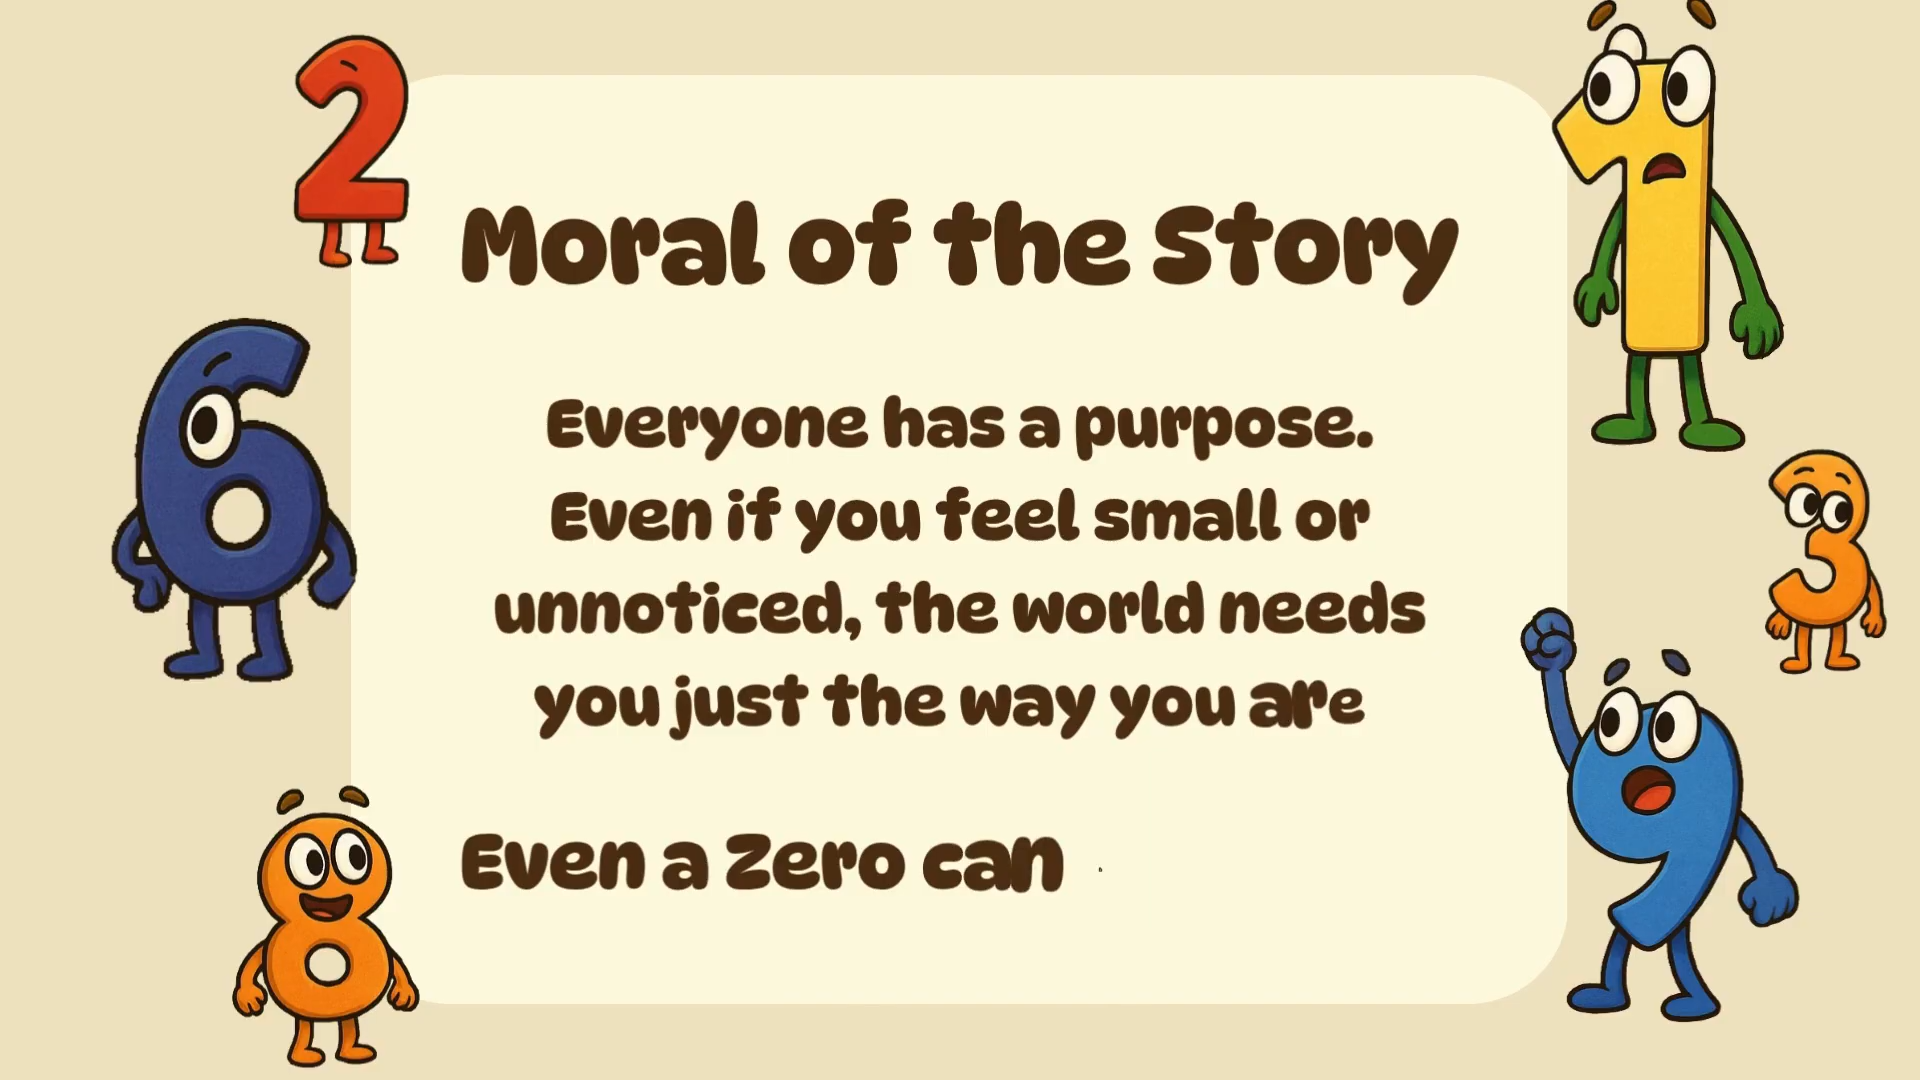 Moral of the Story
Everyone has a purpose.
Even if you feel small or
unnoticed, the world needs
you just the way you are
Even a Zero can